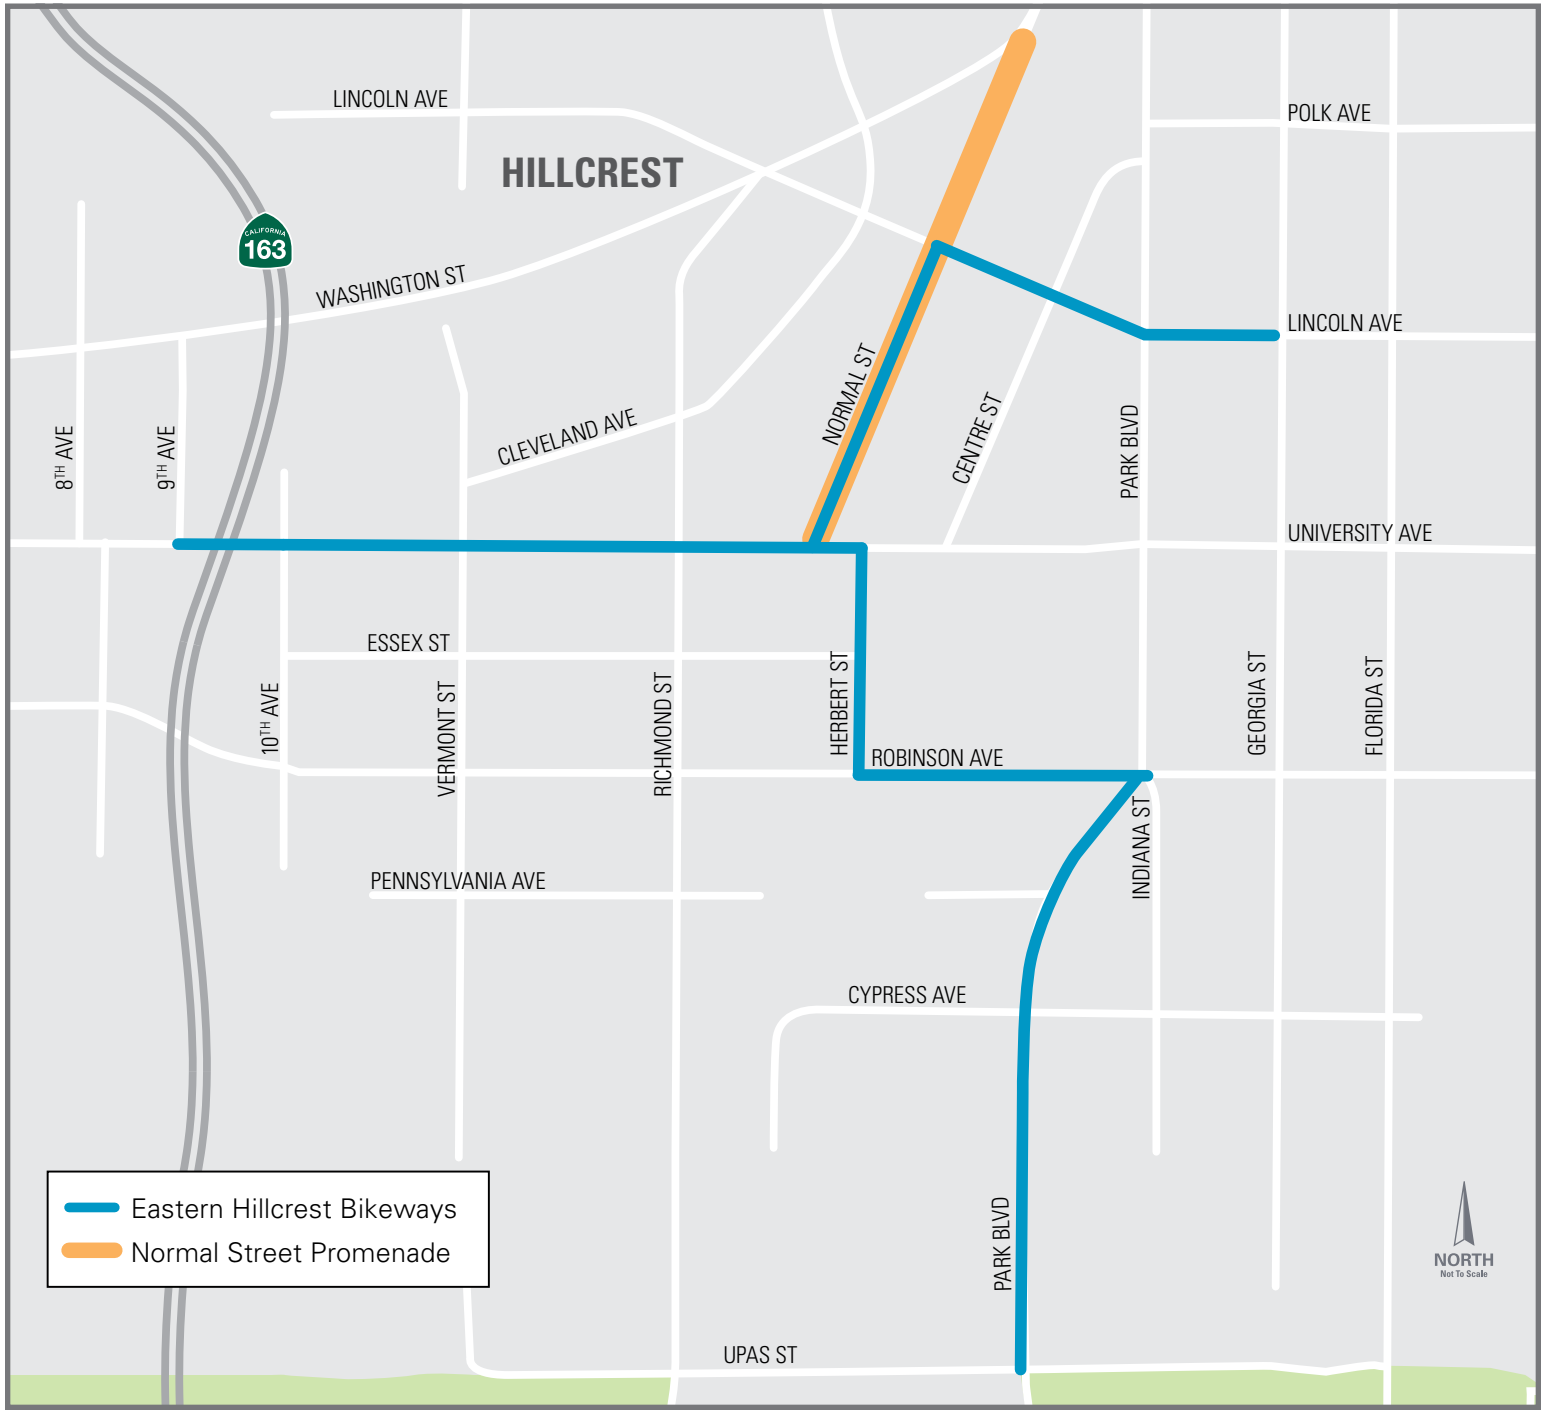 LINCOLN AVE
POLK AVE
HILLCREST
CALIFORNIA
163
WASHINGTON ST
LINCOLN AVE
NORMAL ST
CENTRE ST
PARK BLVD
CLEVELAND AVE
8TH AVE
9TH AVE
UNIVERSITY AVE
ESSEX ST
HERBERT ST
GEORGIA ST
FLORIDA ST
10TH AVE
VERMONT ST
RICHMOND ST
ROBINSON AVE
INDIANA ST
PENNSYLVANIA AVE
CYPRESS AVE
PARK BLVD
Eastern Hillcrest Bikeways
Normal Street Promenade
NORTH
Not To Scale
UPAS ST